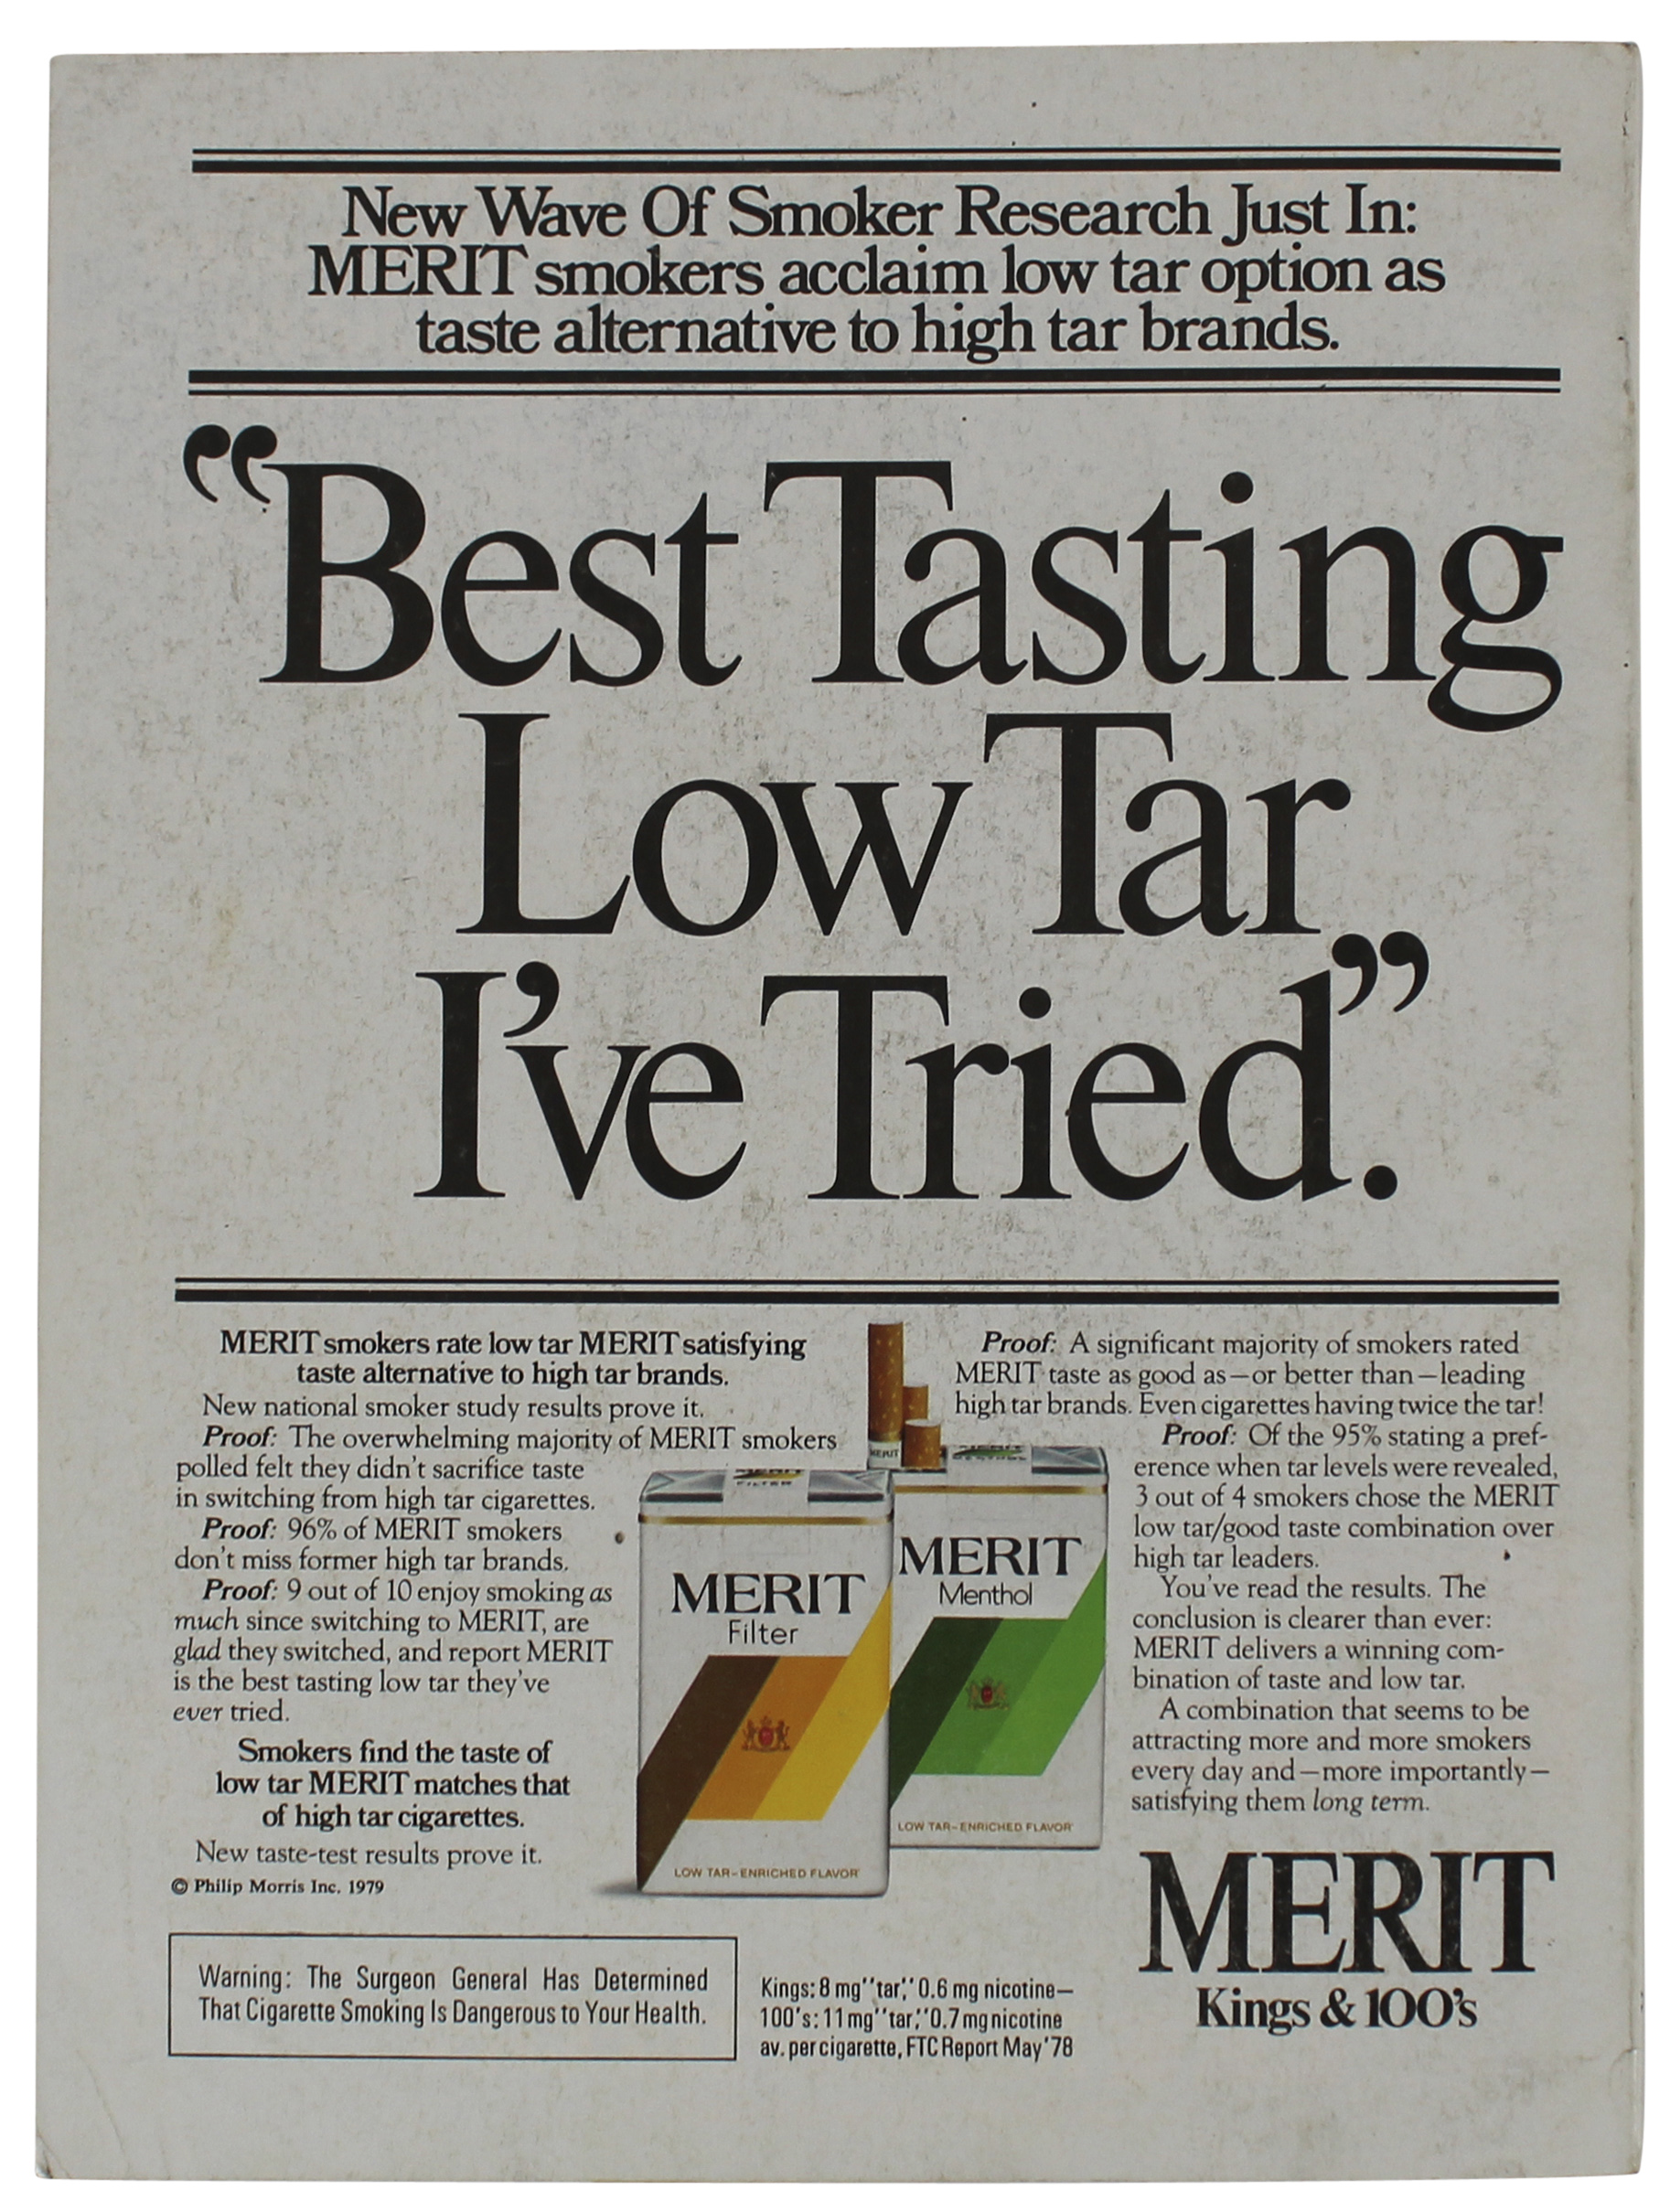 New Wave Of Smoker Research Just In:
MERIT smokers acclaim low tar option as
taste alternative to high tar brands.
“Best Tasting
Low Tar
I’ve Tried.”
MERIT smokers rate low tar MERIT satisfying
taste alternative to high tar brands.
New national smoker study results prove it.
Proof: The overwhelming majority of MERIT smokers
polled felt they didn’t sacrifice taste
in switching from high tar cigarettes.
Proof: 96% of MERIT smokers
don’t miss former high tar brands.
Proof: 9 out of 10 enjoy smoking as
much since switching to MERIT, are
glad they switched, and report MERIT
is the best tasting low tar they’ve
ever tried.
Smokers find the taste of
low tar MERIT matches that
of high tar cigarettes.
New taste-test results prove it.
© Philip Morris Inc. 1979
MERIT
MERIT
FILTER
MERIT
Filter
LOW TAR–ENRICHED FLAVOR
MENTHOL
MERIT
Menthol
LOW TAR–ENRICHED FLAVOR
Proof: A significant majority of smokers rated
MERIT taste as good as—or better than—leading
high tar brands. Even cigarettes having twice the tar!
Proof: Of the 95% stating a pref-
erence when tar levels were revealed,
3 out of 4 smokers chose the MERIT
low tar/good taste combination over
high tar leaders.
You’ve read the results. The
conclusion is clearer than ever:
MERIT delivers a winning com-
bination of taste and low tar.
A combination that seems to be
attracting more and more smokers
every day and—more importantly—
satisfying them long term.
MERIT
Kings & 100’s
Warning: The Surgeon General Has Determined
That Cigarette Smoking Is Dangerous to Your Health.
Kings: 8 mg ''tar,'' 0.6 mg nicotine—
100's: 11 mg ''tar,'' 0.7 mg nicotine
av. per cigarette, FTC Report May '78